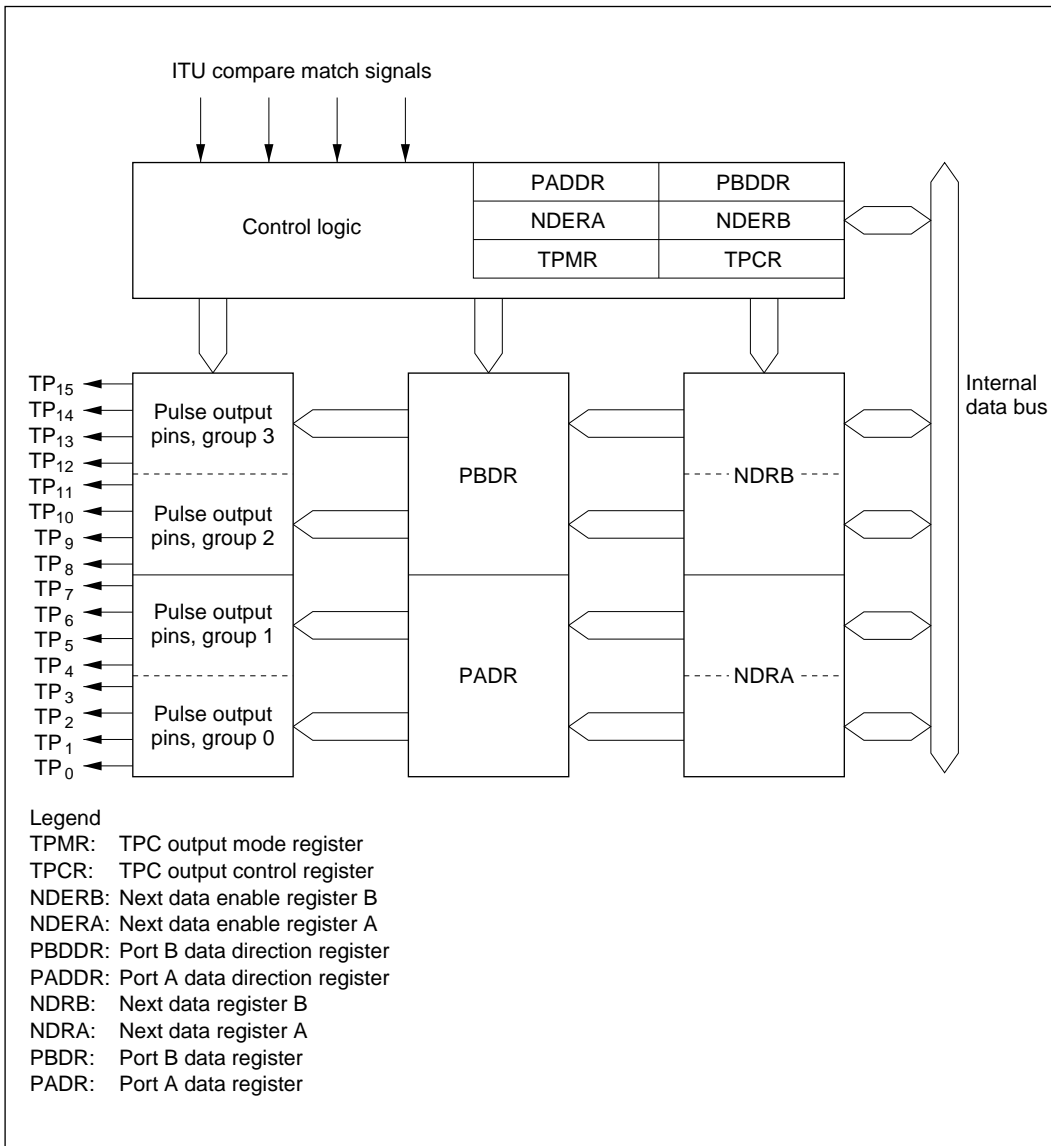 ITU compare match signals
Control logic
PADDR PBDDR
NDERA NDERB
TPMR TPCR
Internal
data bus
TP15
TP14
TP13
TP12
TP11
TP10
TP9
TP8
TP7
TP6
TP5
TP4
TP3
TP2
TP1
TP0
Pulse output
pins, group 3
Pulse output
pins, group 2
Pulse output
pins, group 1
Pulse output
pins, group 0
PBDR
PADR
NDRB
NDRA
Legend
TPMR: TPC output mode register
TPCR: TPC output control register
NDERB: Next data enable register B
NDERA: Next data enable register A
PBDDR: Port B data direction register
PADDR: Port A data direction register
NDRB: Next data register B
NDRA: Next data register A
PBDR: Port B data register
PADR: Port A data register